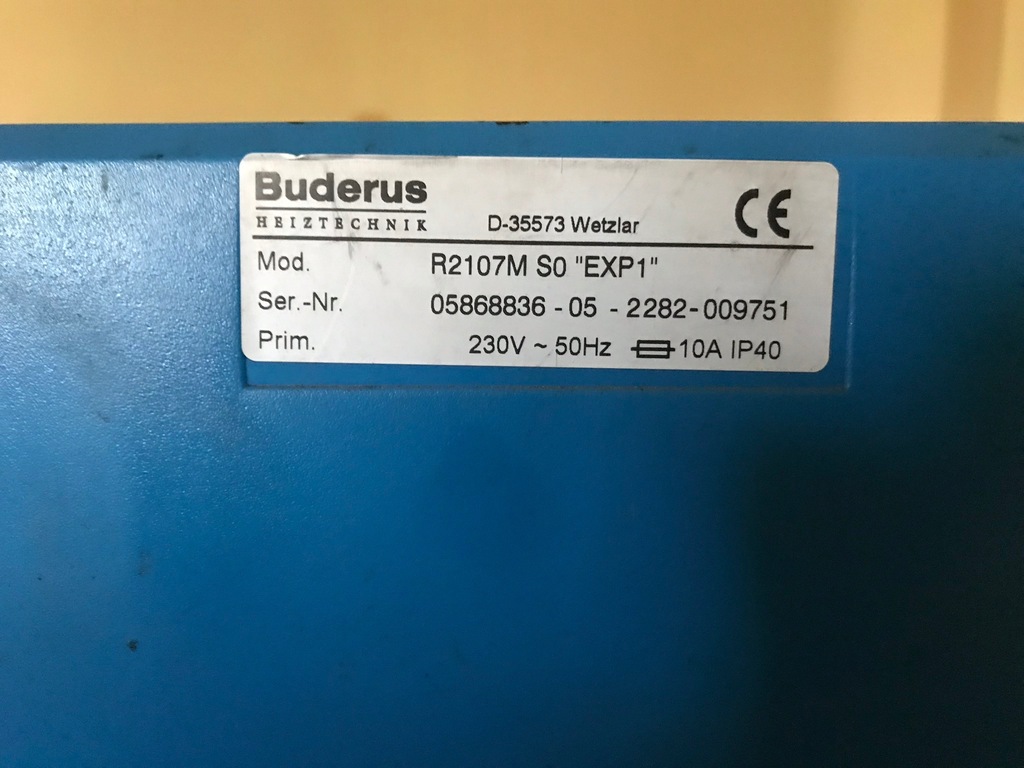 Buderus
HEIZTECHNIK
D-35573 Wetzlar
CE
Mod. R2107M S0 "EXP1"
Ser.-Nr. 05868836 - 05 - 2282-009751
Prim. 230V ~ 50Hz 10A IP40